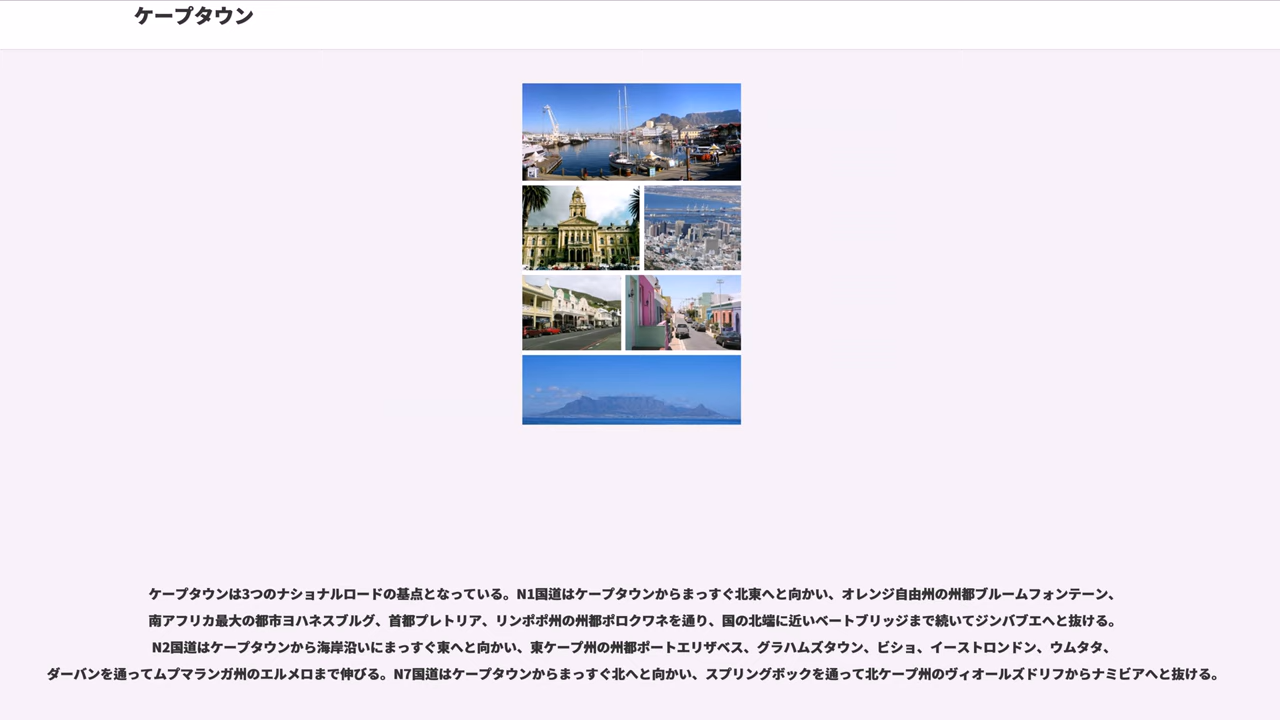 ケープタウン
ケープタウンは3つのナショナルロードの基点となっている。N1国道はケープタウンからまっすぐ北東へと向かい、オレンジ自由州の州都ブルームフォンテーン、
南アフリカ最大の都市ヨハネスブルグ、首都プレトリア、リンポポ州の州都ポロクワネを通り、国の北端に近いベートブリッジまで続いてジンバブエへと抜ける。
N2国道はケープタウンから海岸沿いにまっすぐ東へと向かい、東ケープ州の州都ポートエリザベス、グラハムズタウン、ビショ、イーストロンドン、ウムタタ、
ダーバンを通ってムプマランガ州のエルメロまで伸びる。N7国道はケープタウンからまっすぐ北へと向かい、スプリングボックを通って北ケープ州のヴィオールズドリフからナミビアへと抜ける。